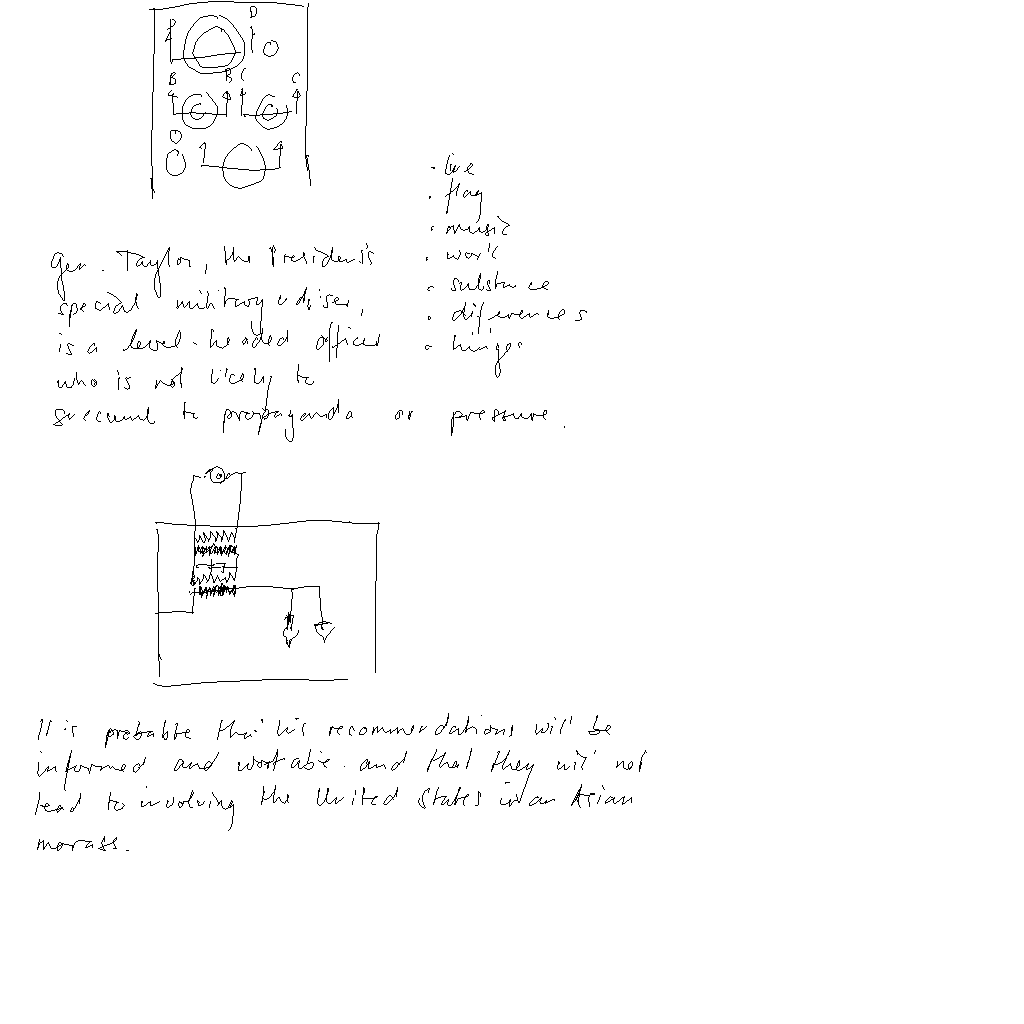 D
D
B B C C
• live
• flag
• music
• work
• substance
• differences
• hinges
Gen. Taylor, the President's
special military adviser,
is a level-headed officer
who is not likely to
succumb to propaganda or pressure.
It is probable that his recommendations will be
informed and workable and that they will not
lead to involving the United States in an Asian
morass.